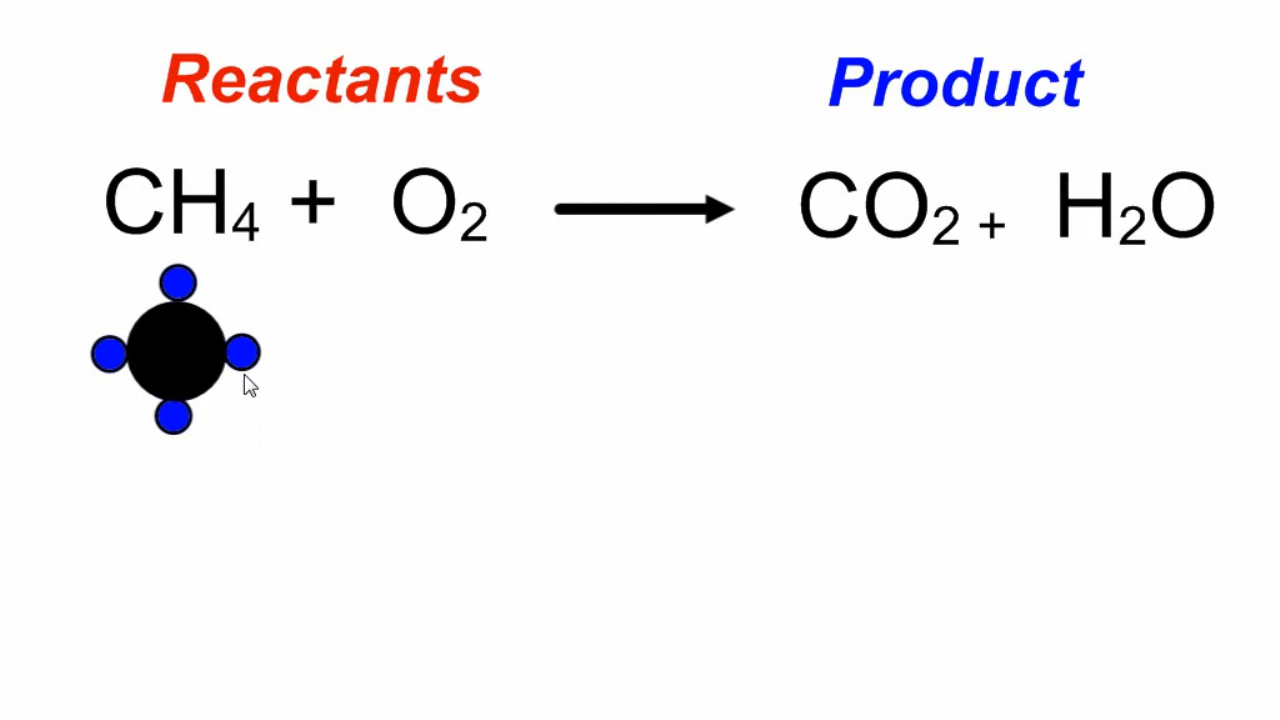 Reactants Product
CH₄ + O₂ → CO₂ + H₂O